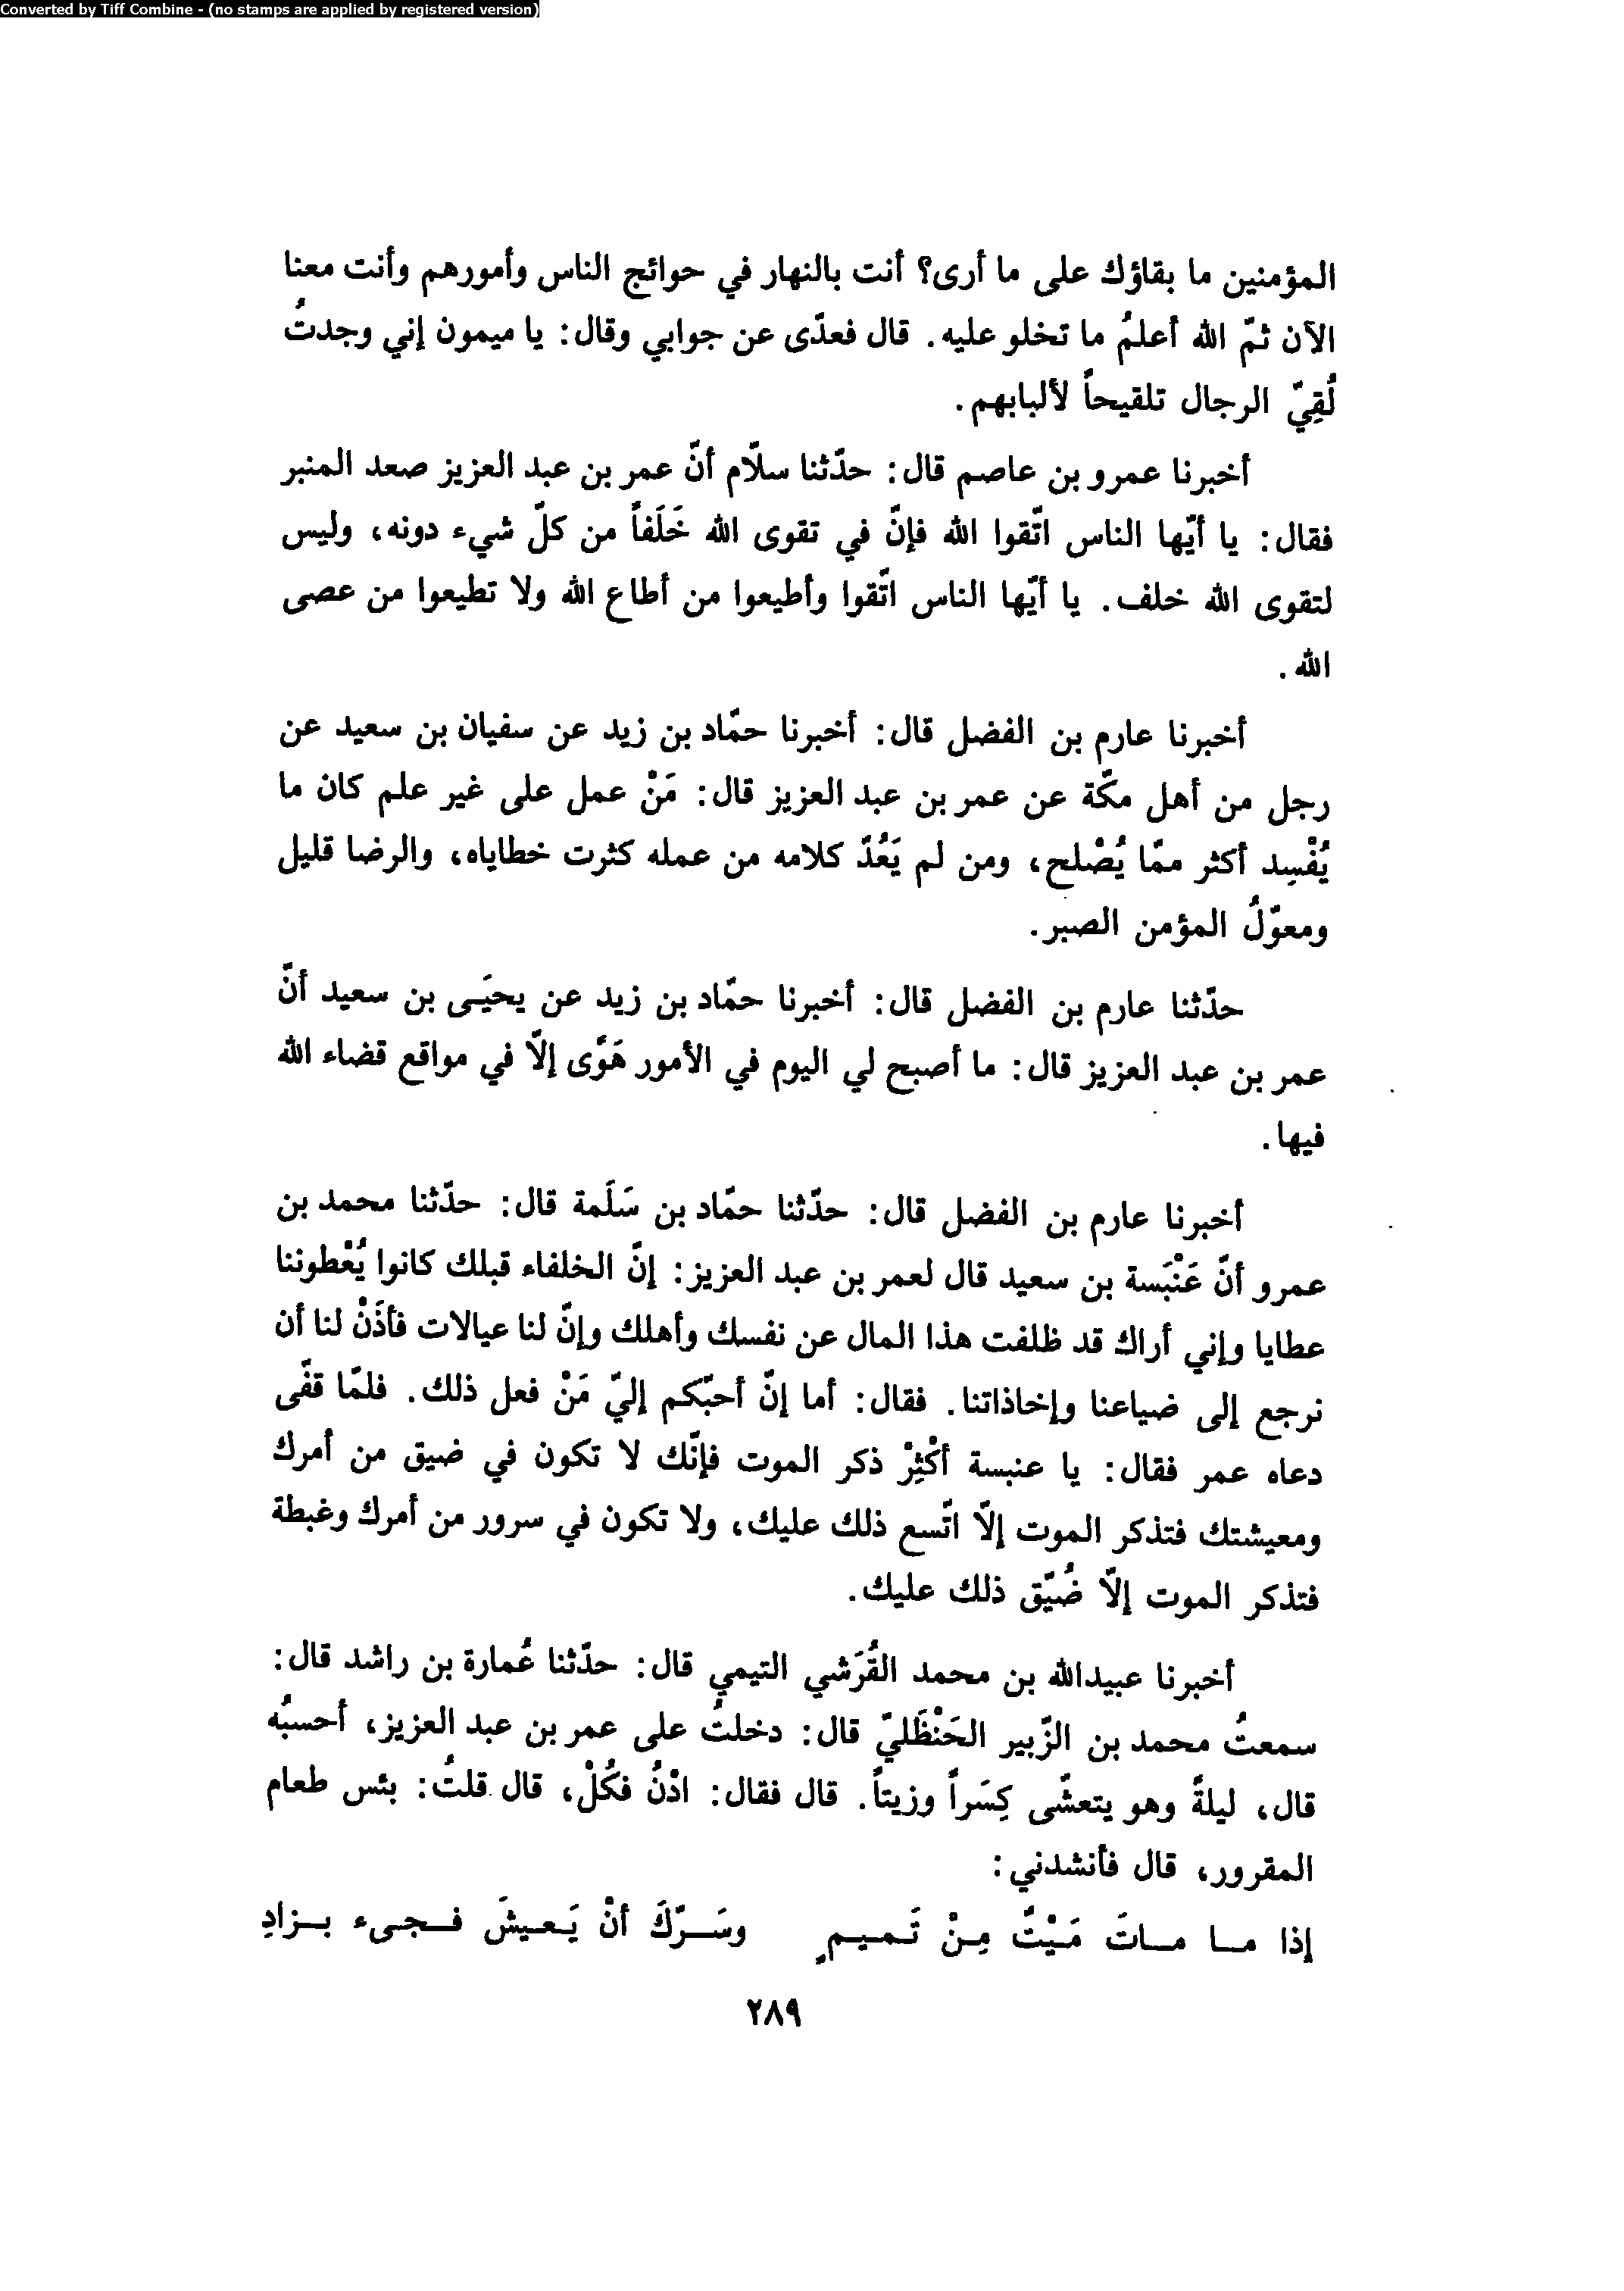 Converted by Tiff Combine - (no stamps are applied by registered version)
المؤمنين ما بقاؤك على ما أرى؟ أنت بالنهار في حوائج الناس وأمورهم وأنت معنا
الآن ثمّ الله أعلمُ ما تخلو عليه. قال فعدّى عن جوابي وقال: يا ميمون إني وجدتُ
لُقِيّ الرجال تلقيحاً لألبابهم.
أخبرنا عمرو بن عاصم قال: حدّثنا سلّام أنّ عمر بن عبد العزيز صعد المنبر
فقال: يا أيّها الناس اتّقوا الله فإنّ في تقوى الله خَلَفاً من كلّ شيء دونه، وليس
لتقوى الله خلف. يا أيّها الناس اتّقوا وأطيعوا من أطاع الله ولا تطيعوا من عصى
الله.
أخبرنا عارم بن الفضل قال: أخبرنا حمّاد بن زيد عن سفيان بن سعيد عن
رجل من أهل مكّة عن عمر بن عبد العزيز قال: مَنْ عمل على غير علم كان ما
يُفْسِد أكثر ممّا يُصْلح، ومن لم يَعُدّ كلامه من عمله كثرت خطاياه، والرضا قليل
ومعوّلُ المؤمن الصبر.
حدّثنا عارم بن الفضل قال: أخبرنا حمّاد بن زيد عن يحيَى بن سعيد أنّ
عمر بن عبد العزيز قال: ما أصبح لي اليوم في الأمور هَوًى إلّا في مواقع قضاء الله
فيها.
أخبرنا عارم بن الفضل قال: حدّثنا حمّاد بن سَلَمة قال: حدّثنا محمد بن
عمرو أنّ عَنْبَسة بن سعيد قال لعمر بن عبد العزيز: إنّ الخلفاء قبلك كانوا يُعْطوننا
عطايا وإني أراك قد ظلفت هذا المال عن نفسك وأهلك وإنّ لنا عيالات فأذَنْ لنا أن
نرجع إلى ضياعنا وإخاذاتنا. فقال: أما إنّ أحبّكم إليّ مَنْ فعل ذلك. فلمّا قفّى
دعاه عمر فقال: يا عنبسة أكْثِرْ ذكر الموت فإنّك لا تكون في ضيق من أمرك
ومعيشتك فتذكر الموت إلّا اتّسع ذلك عليك، ولا تكون في سرور من أمرك وغبطة
فتذكر الموت إلّا ضُيّق ذلك عليك.
أخبرنا عبيدالله بن محمد القُرَشي التيمي قال: حدّثنا عُمارة بن راشد قال:
سمعتُ محمد بن الزّبير الحَنْظَليّ قال: دخلتُ على عمر بن عبد العزيز، أحسبُه
قال، ليلةً وهو يتعشّى كِسَراً وزيتاً. قال فقال: ادْنُ فكُلْ، قال قلتُ: بئس طعام
المقرور، قال فأنشدني:
إذا مـا مـاتَ مَيْتٌ مِنْ تَـميـمٍ وسَـرّكَ أنْ يَـعـيشَ فـجـىء بـزادِ
٢٨٩